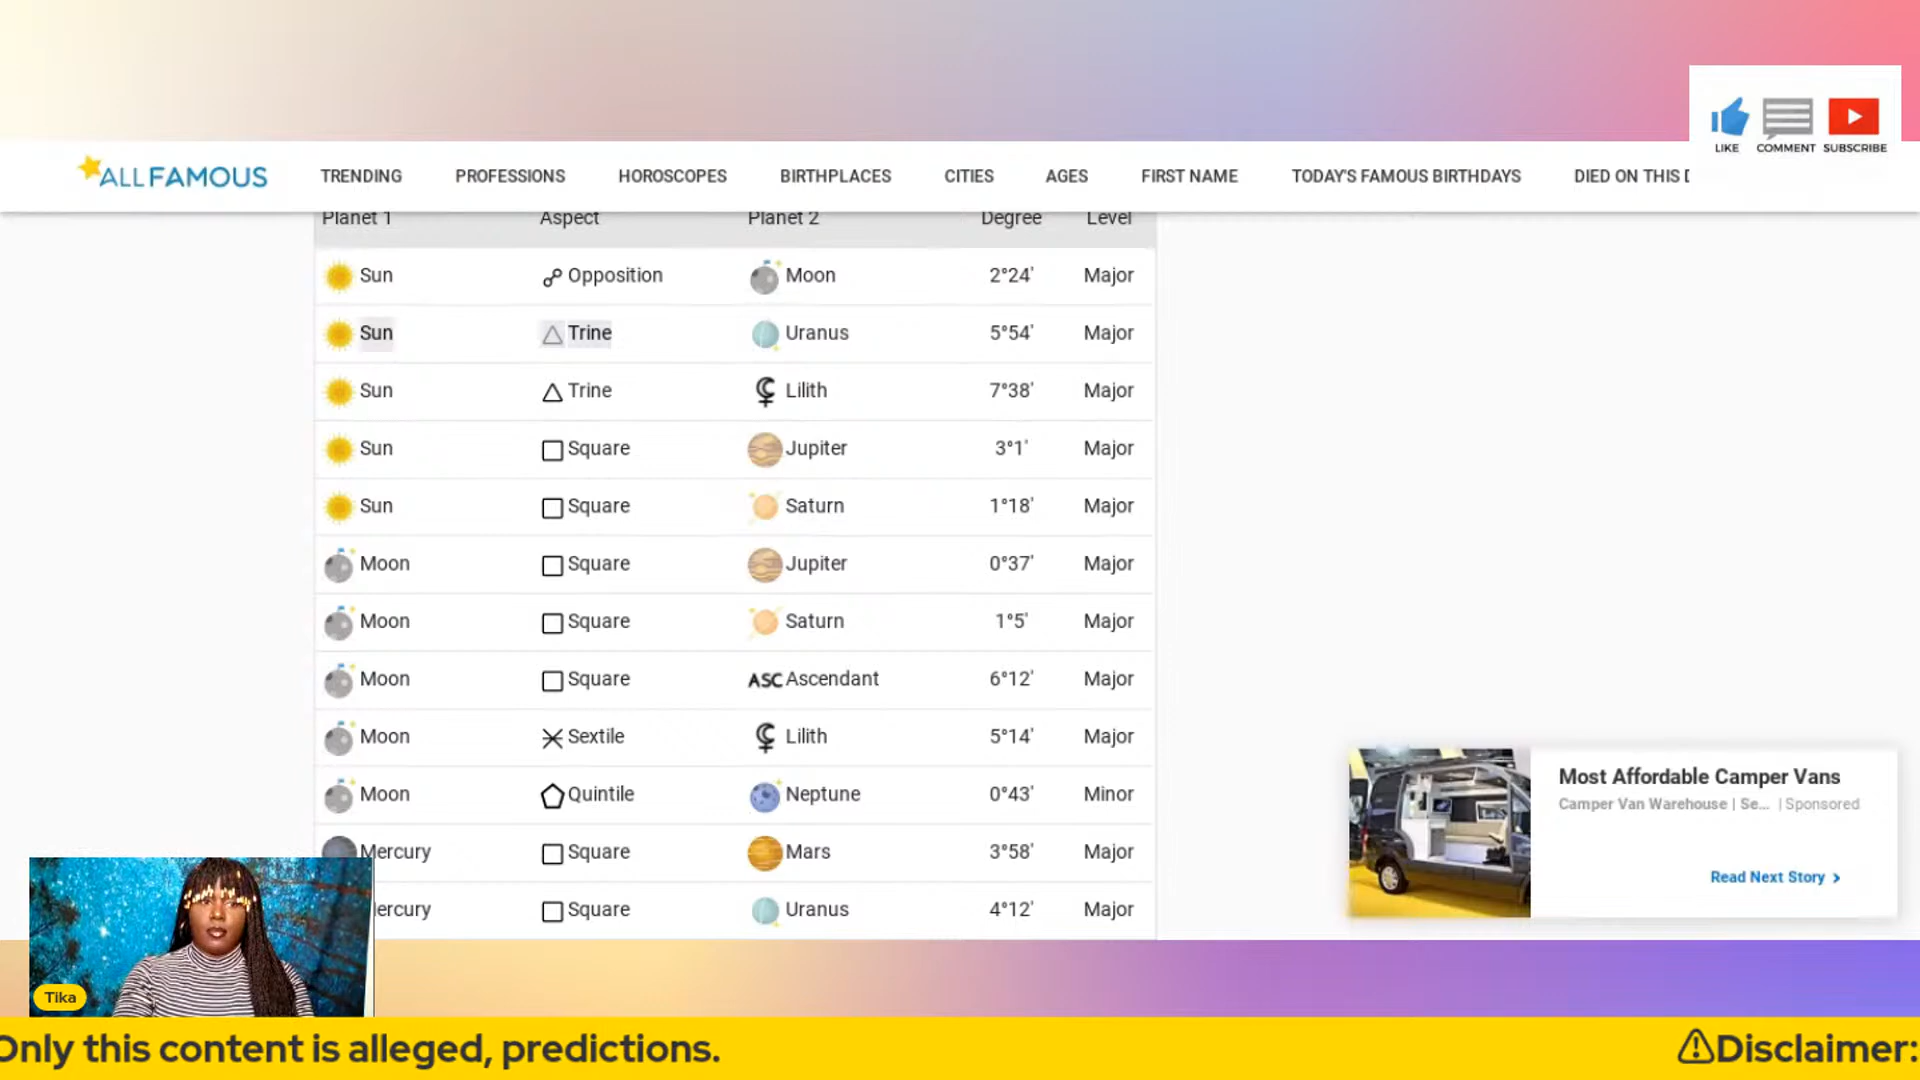 LIKE COMMENT SUBSCRIBE
ALLFAMOUS TRENDING PROFESSIONS HOROSCOPES BIRTHPLACES CITIES AGES FIRST NAME TODAY'S FAMOUS BIRTHDAYS DIED ON THIS
Planet 1 Aspect Planet 2 Degree Level
Sun Opposition Moon 2°24' Major
Sun Trine Uranus 5°54' Major
Sun Trine Lilith 7°38' Major
Sun Square Jupiter 3°1' Major
Sun Square Saturn 1°18' Major
Moon Square Jupiter 0°37' Major
Moon Square Saturn 1°5' Major
Moon Square ASC Ascendant 6°12' Major
Moon Sextile Lilith 5°14' Major
Moon Quintile Neptune 0°43' Minor
Mercury Square Mars 3°58' Major
ercury Square Uranus 4°12' Major
Most Affordable Camper Vans
Camper Van Warehouse | Se... | Sponsored
Read Next Story
Tika
Only this content is alleged, predictions. Disclaimer: